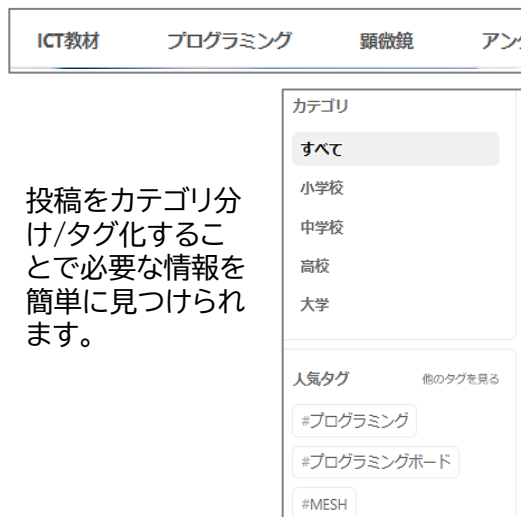 ICT教材 プログラミング 顕微鏡
カテゴリ
すべて
小学校
中学校
高校
大学
投稿をカテゴリ分
け/タグ化するこ
とで必要な情報を
簡単に見つけられ
ます。
人気タグ 他のタグを見る
#プログラミング
#プログラミングボード
#MESH